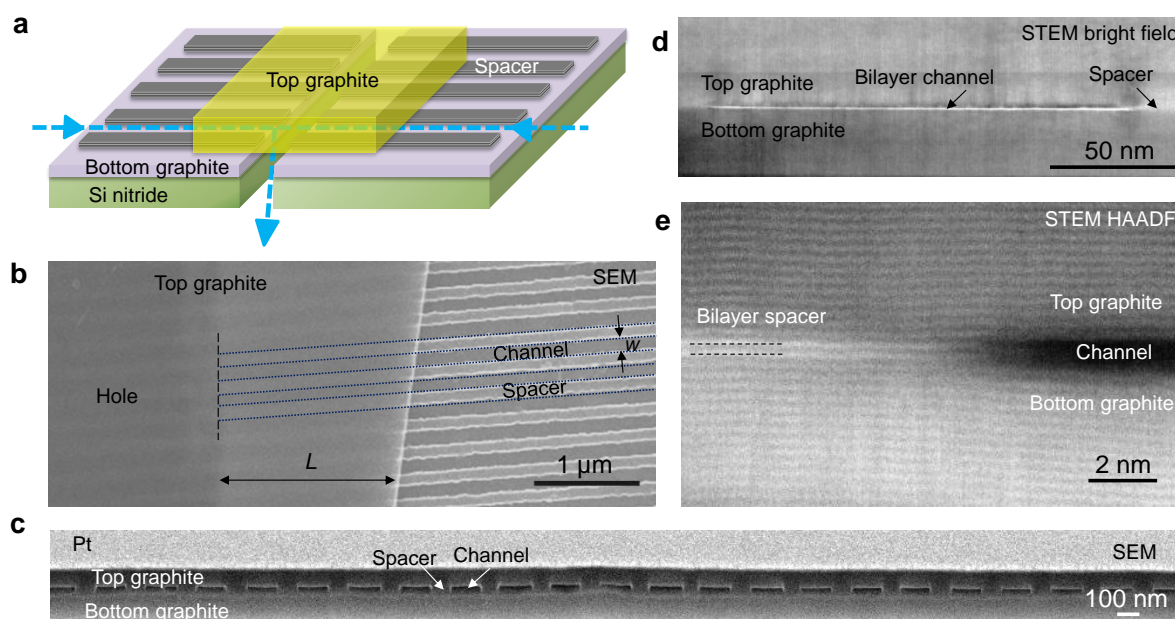 a
Top graphite
Spacer
Bottom graphite
Si nitride
b
Top graphite
SEM
Channel
w
Spacer
Hole
L
1 µm
c
Pt
Spacer
Channel
SEM
Top graphite
Bottom graphite
100 nm
d
STEM bright field
Top graphite
Bilayer channel
Spacer
Bottom graphite
50 nm
e
STEM HAADF
Top graphite
Bilayer spacer
Channel
Bottom graphite
2 nm